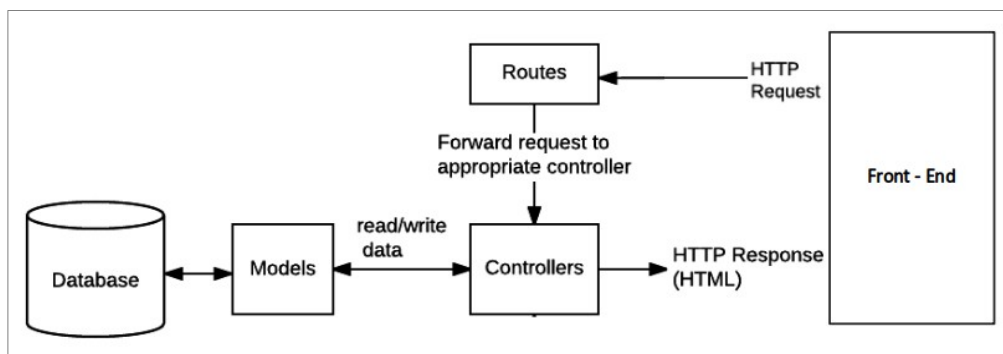 Routes
HTTP
Request
Forward request to
appropriate controller
Front - End
Database
Models
read/write
data
Controllers
HTTP Response
(HTML)